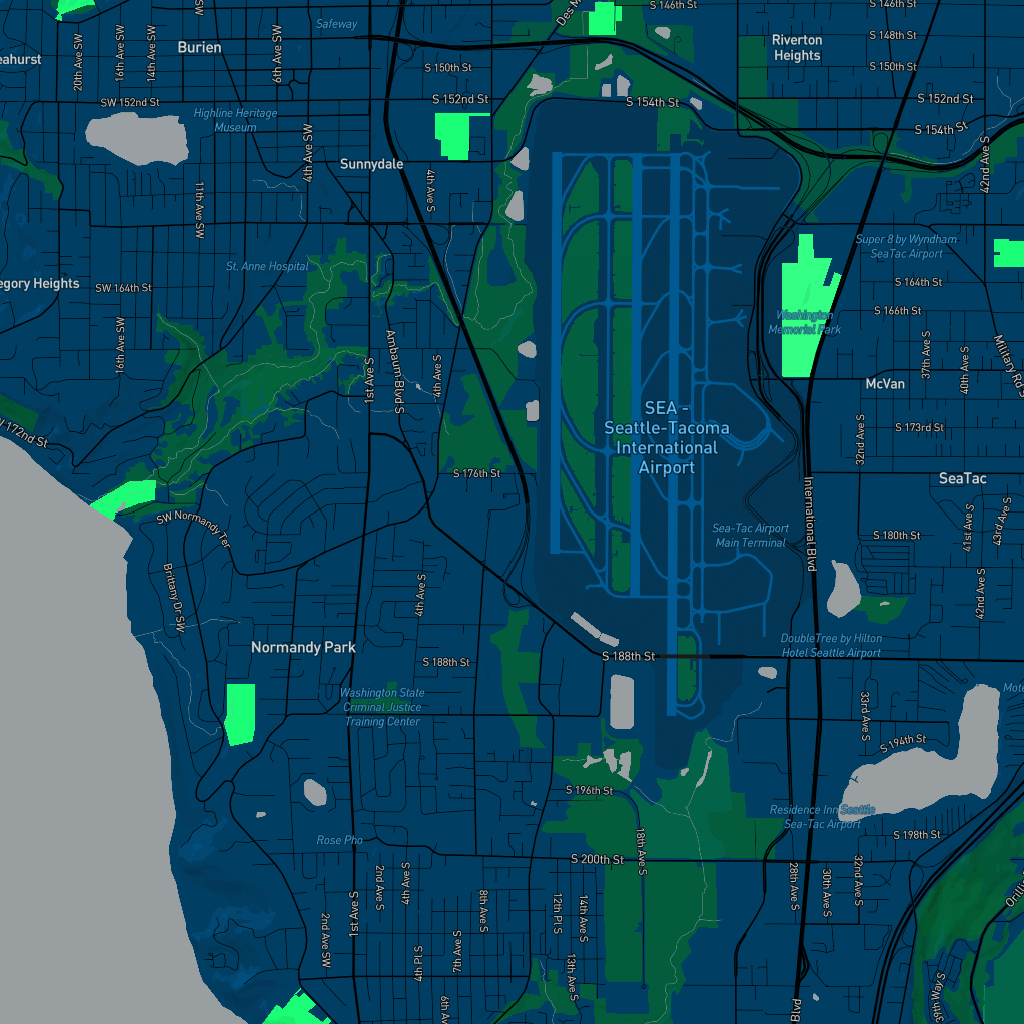 Safeway
Des M
S 146th St
S 146th St
SW
20th Ave SW
16th Ave SW
14th Ave SW
6th Ave SW
Burien
Riverton
Heights
S 148th St
eahurst
S 150th St
S 150th St
SW 152nd St
S 152nd St
S 154th St
S 152nd St
S 154th St
Highline Heritage
Museum
4th Ave SW
Sunnydale
4th Ave S
42nd Ave S
11th Ave SW
Super 8 by Wyndham
SeaTac Airport
St. Anne Hospital
egory Heights
SW 164th St
S 164th St
S 166th St
Washington
Memorial Park
16th Ave SW
1st Ave S
Ambaum Blvd S
4th Ave S
37th Ave S
40th Ave S
Military Rd S
McVan
SEA -
Seattle-Tacoma
International
Airport
W 172nd St
32nd Ave S
S 173rd St
S 176th St
SeaTac
International Blvd
SW Normandy Ter
Sea-Tac Airport
Main Terminal
S 180th St
41st Ave S
43rd Ave S
Brittany Dr SW
4th Ave S
42nd Ave S
Normandy Park
S 188th St
S 188th St
DoubleTree by Hilton
Hotel Seattle Airport
Washington State
Criminal Justice
Training Center
33rd Ave S
Mote
S 194th St
S 196th St
Residence Inn Seattle
Sea-Tac Airport
Rose Pho
18th Ave S
S 198th St
S 200th St
2nd Ave S
4th Ave S
28th Ave S
30th Ave S
32nd Ave S
1st Ave S
2nd Ave SW
8th Ave S
12th Pl S
14th Ave S
Orilli
7th Ave S
4th Pl S
13th Ave S
6th Av
Blvd
39th Way S